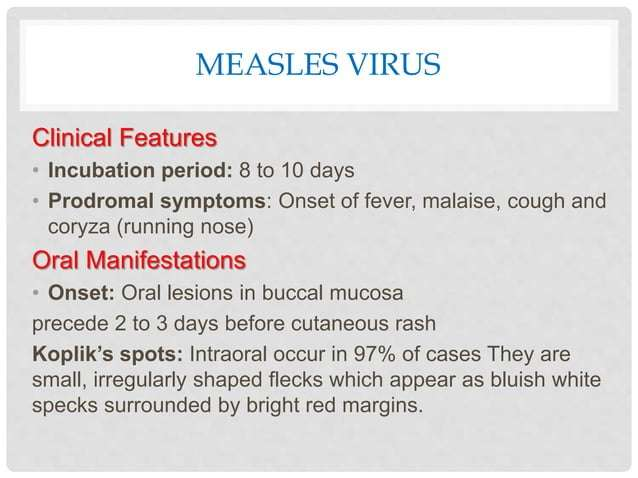 MEASLES VIRUS
Clinical Features
• Incubation period: 8 to 10 days
• Prodromal symptoms: Onset of fever, malaise, cough and
coryza (running nose)
Oral Manifestations
• Onset: Oral lesions in buccal mucosa
precede 2 to 3 days before cutaneous rash
Koplik’s spots: Intraoral occur in 97% of cases They are
small, irregularly shaped flecks which appear as bluish white
specks surrounded by bright red margins.